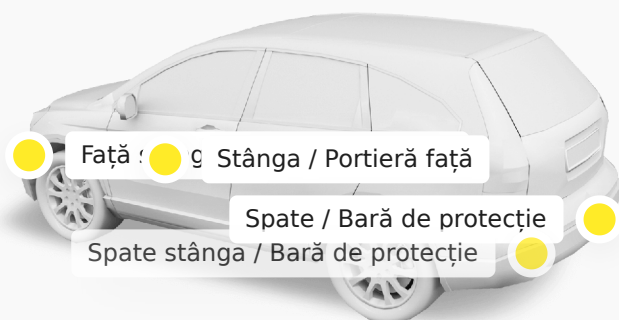 Față
Stânga / Portieră față
Spate / Bară de protecție
Spate stânga / Bară de protecție